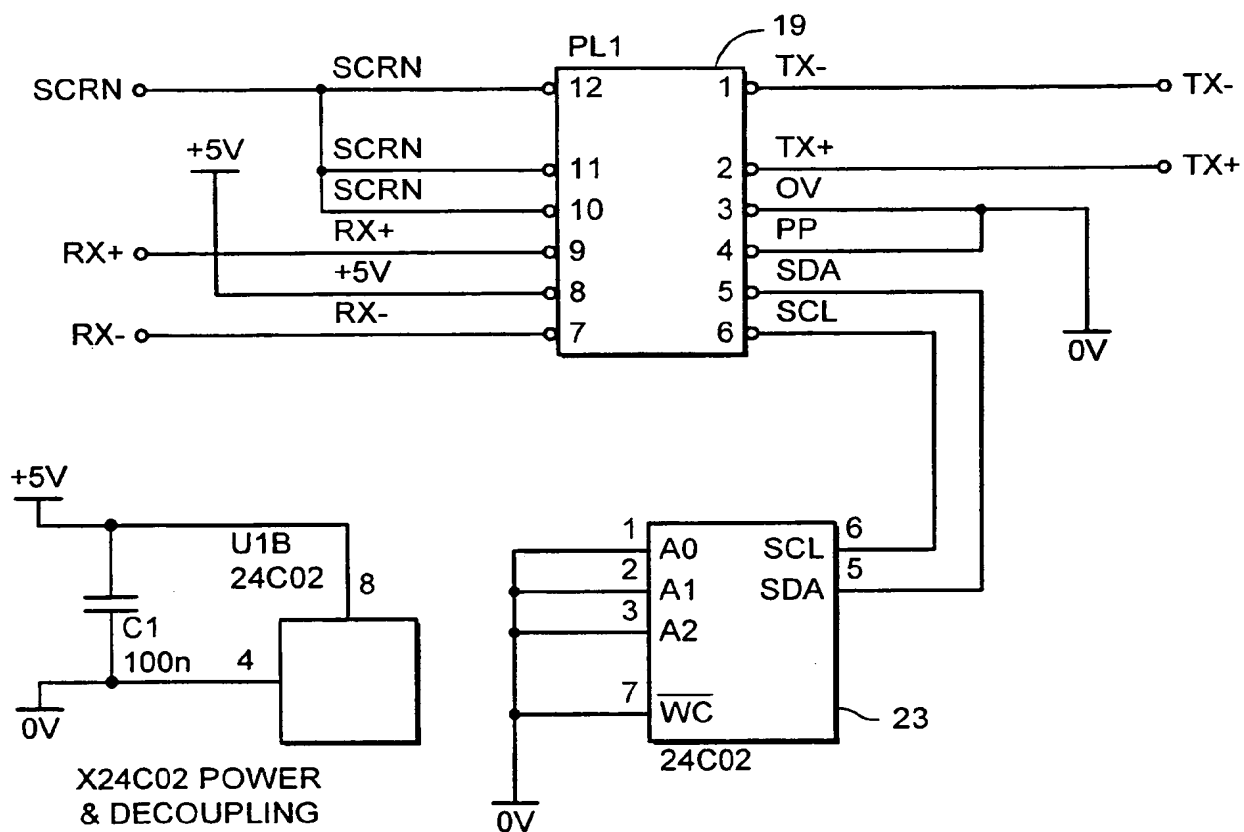 19
PL1
SCRN
SCRN
12
1
TX-
TX-
+5V
SCRN
11
2
TX+
TX+
SCRN
10
3
OV
RX+
RX+
9
4
PP
+5V
8
5
SDA
RX-
RX-
7
6
SCL
0V
+5V
U1B
24C02
8
C1
100n
4
0V
X24C02 POWER
& DECOUPLING
1
A0
SCL
6
2
A1
SDA
5
3
A2
7
WC
23
24C02
0V